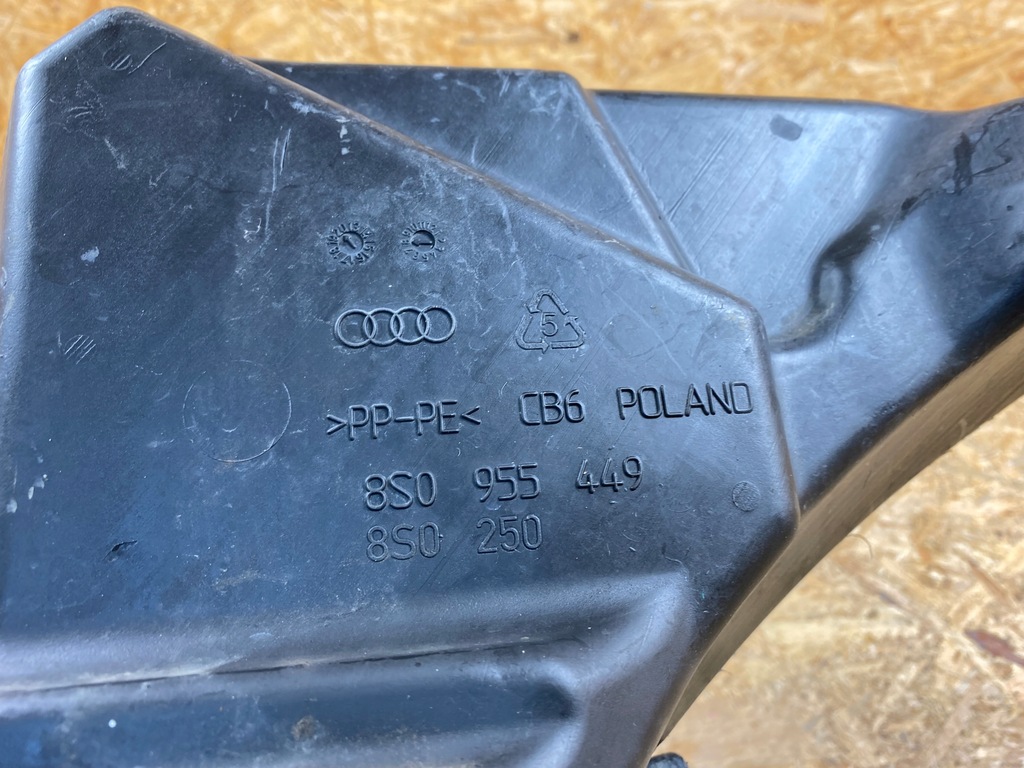 5
>PP-PE< CB6 POLAND
8S0 955 449
8S0 250